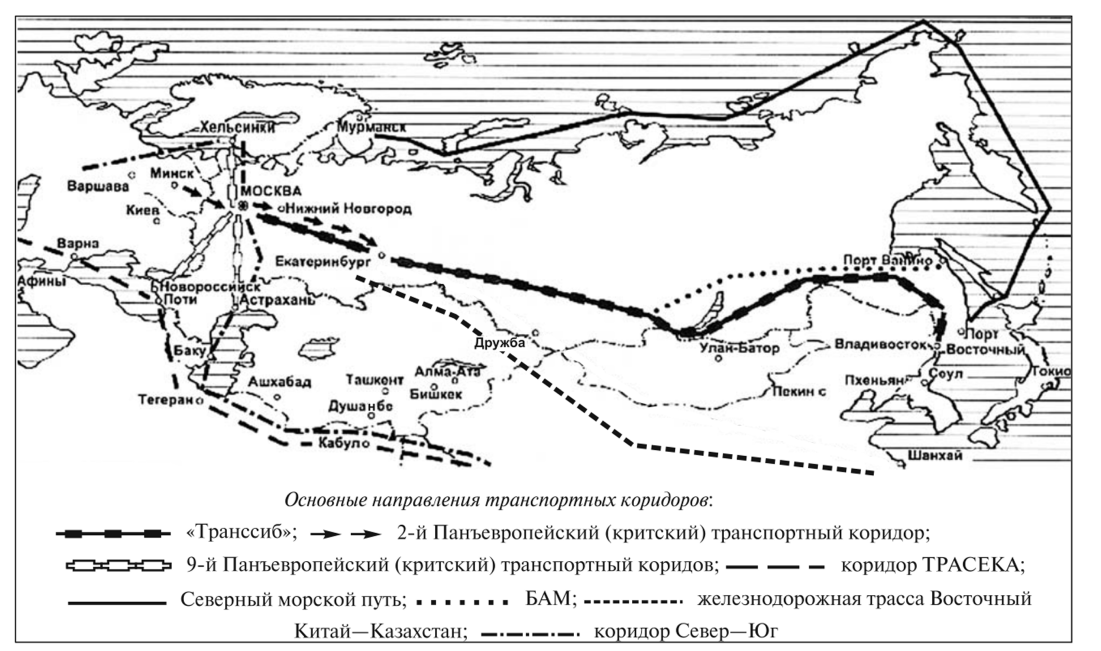 Хельсинки
Мурманск
Варшава
Минск
МОСКВА
Нижний Новгород
Киев
Варна
Екатеринбург
Порт Ванино
Афины
Новороссийск
Поти
Астрахань
Дружба
Баку
Улан-Батор
Владивосток
Порт
Восточный
Ашхабад
Ташкент
Алма-Ата
Бишкек
Пхеньян
Сеул
Токио
Тегеран
Душанбе
Пекин
Кабул
Шанхай
Основные направления транспортных коридоров:
«Транссиб»; 2-й Панъевропейский (критский) транспортный коридор;
9-й Панъевропейский (критский) транспортный коридов; коридор ТРАСЕКА;
Северный морской путь; БАМ; железнодорожная трасса Восточный
Китай—Казахстан; коридор Север—Юг